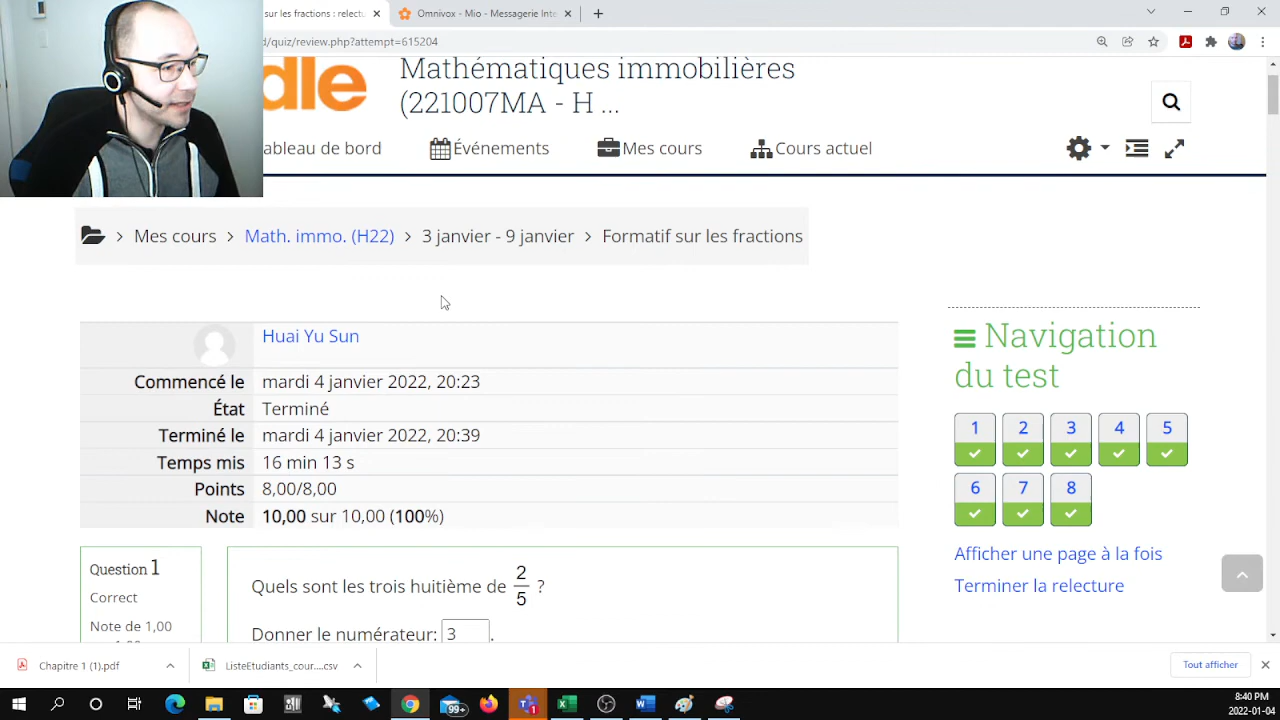 sur les fractions : relectu
Omnivox - Mio - Messagerie Inte
d/quiz/review.php?attempt=615204
dle
Mathématiques immobilières
(221007MA - H ...
ableau de bord
Événements
Mes cours
Cours actuel
Mes cours
Math. immo. (H22)
3 janvier - 9 janvier
Formatif sur les fractions
Huai Yu Sun
Commencé le mardi 4 janvier 2022, 20:23
État Terminé
Terminé le mardi 4 janvier 2022, 20:39
Temps mis 16 min 13 s
Points 8,00/8,00
Note 10,00 sur 10,00 (100%)
Navigation
du test
1 2 3 4 5
6 7 8
Afficher une page à la fois
Terminer la relecture
Question 1
Correct
Note de 1,00
Quels sont les trois huitième de 2/5 ?
Donner le numérateur: 3 .
Chapitre 1 (1).pdf
ListeEtudiants_cour....csv
Tout afficher
99+
1
8:40 PM
2022-01-04